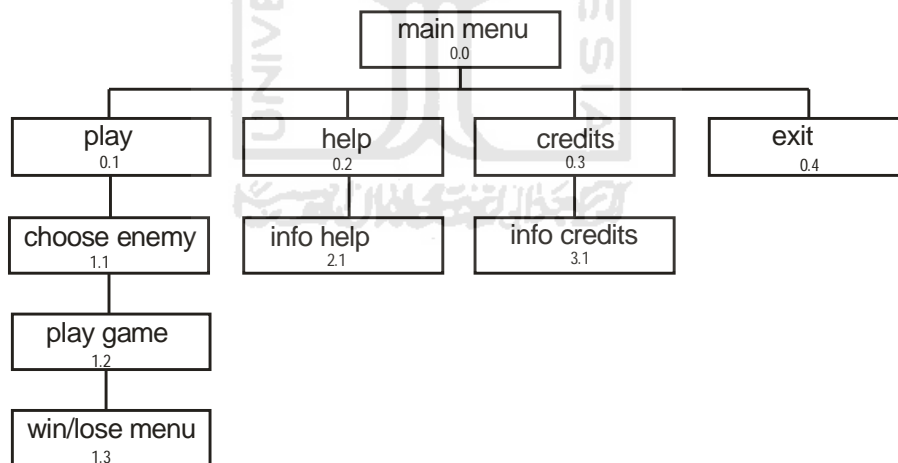 main menu
0.0
play
0.1
help
0.2
credits
0.3
exit
0.4
choose enemy
1.1
info help
2.1
info credits
3.1
play game
1.2
win/lose menu
1.3